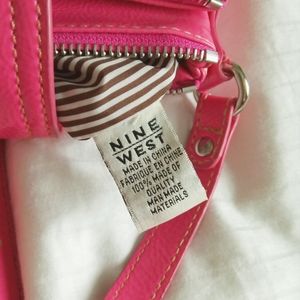 NINE
WEST
MADE IN CHINA
FABRIQUE EN CHINE
100% MADE OF
QUALITY
MAN MADE
MATERIALS